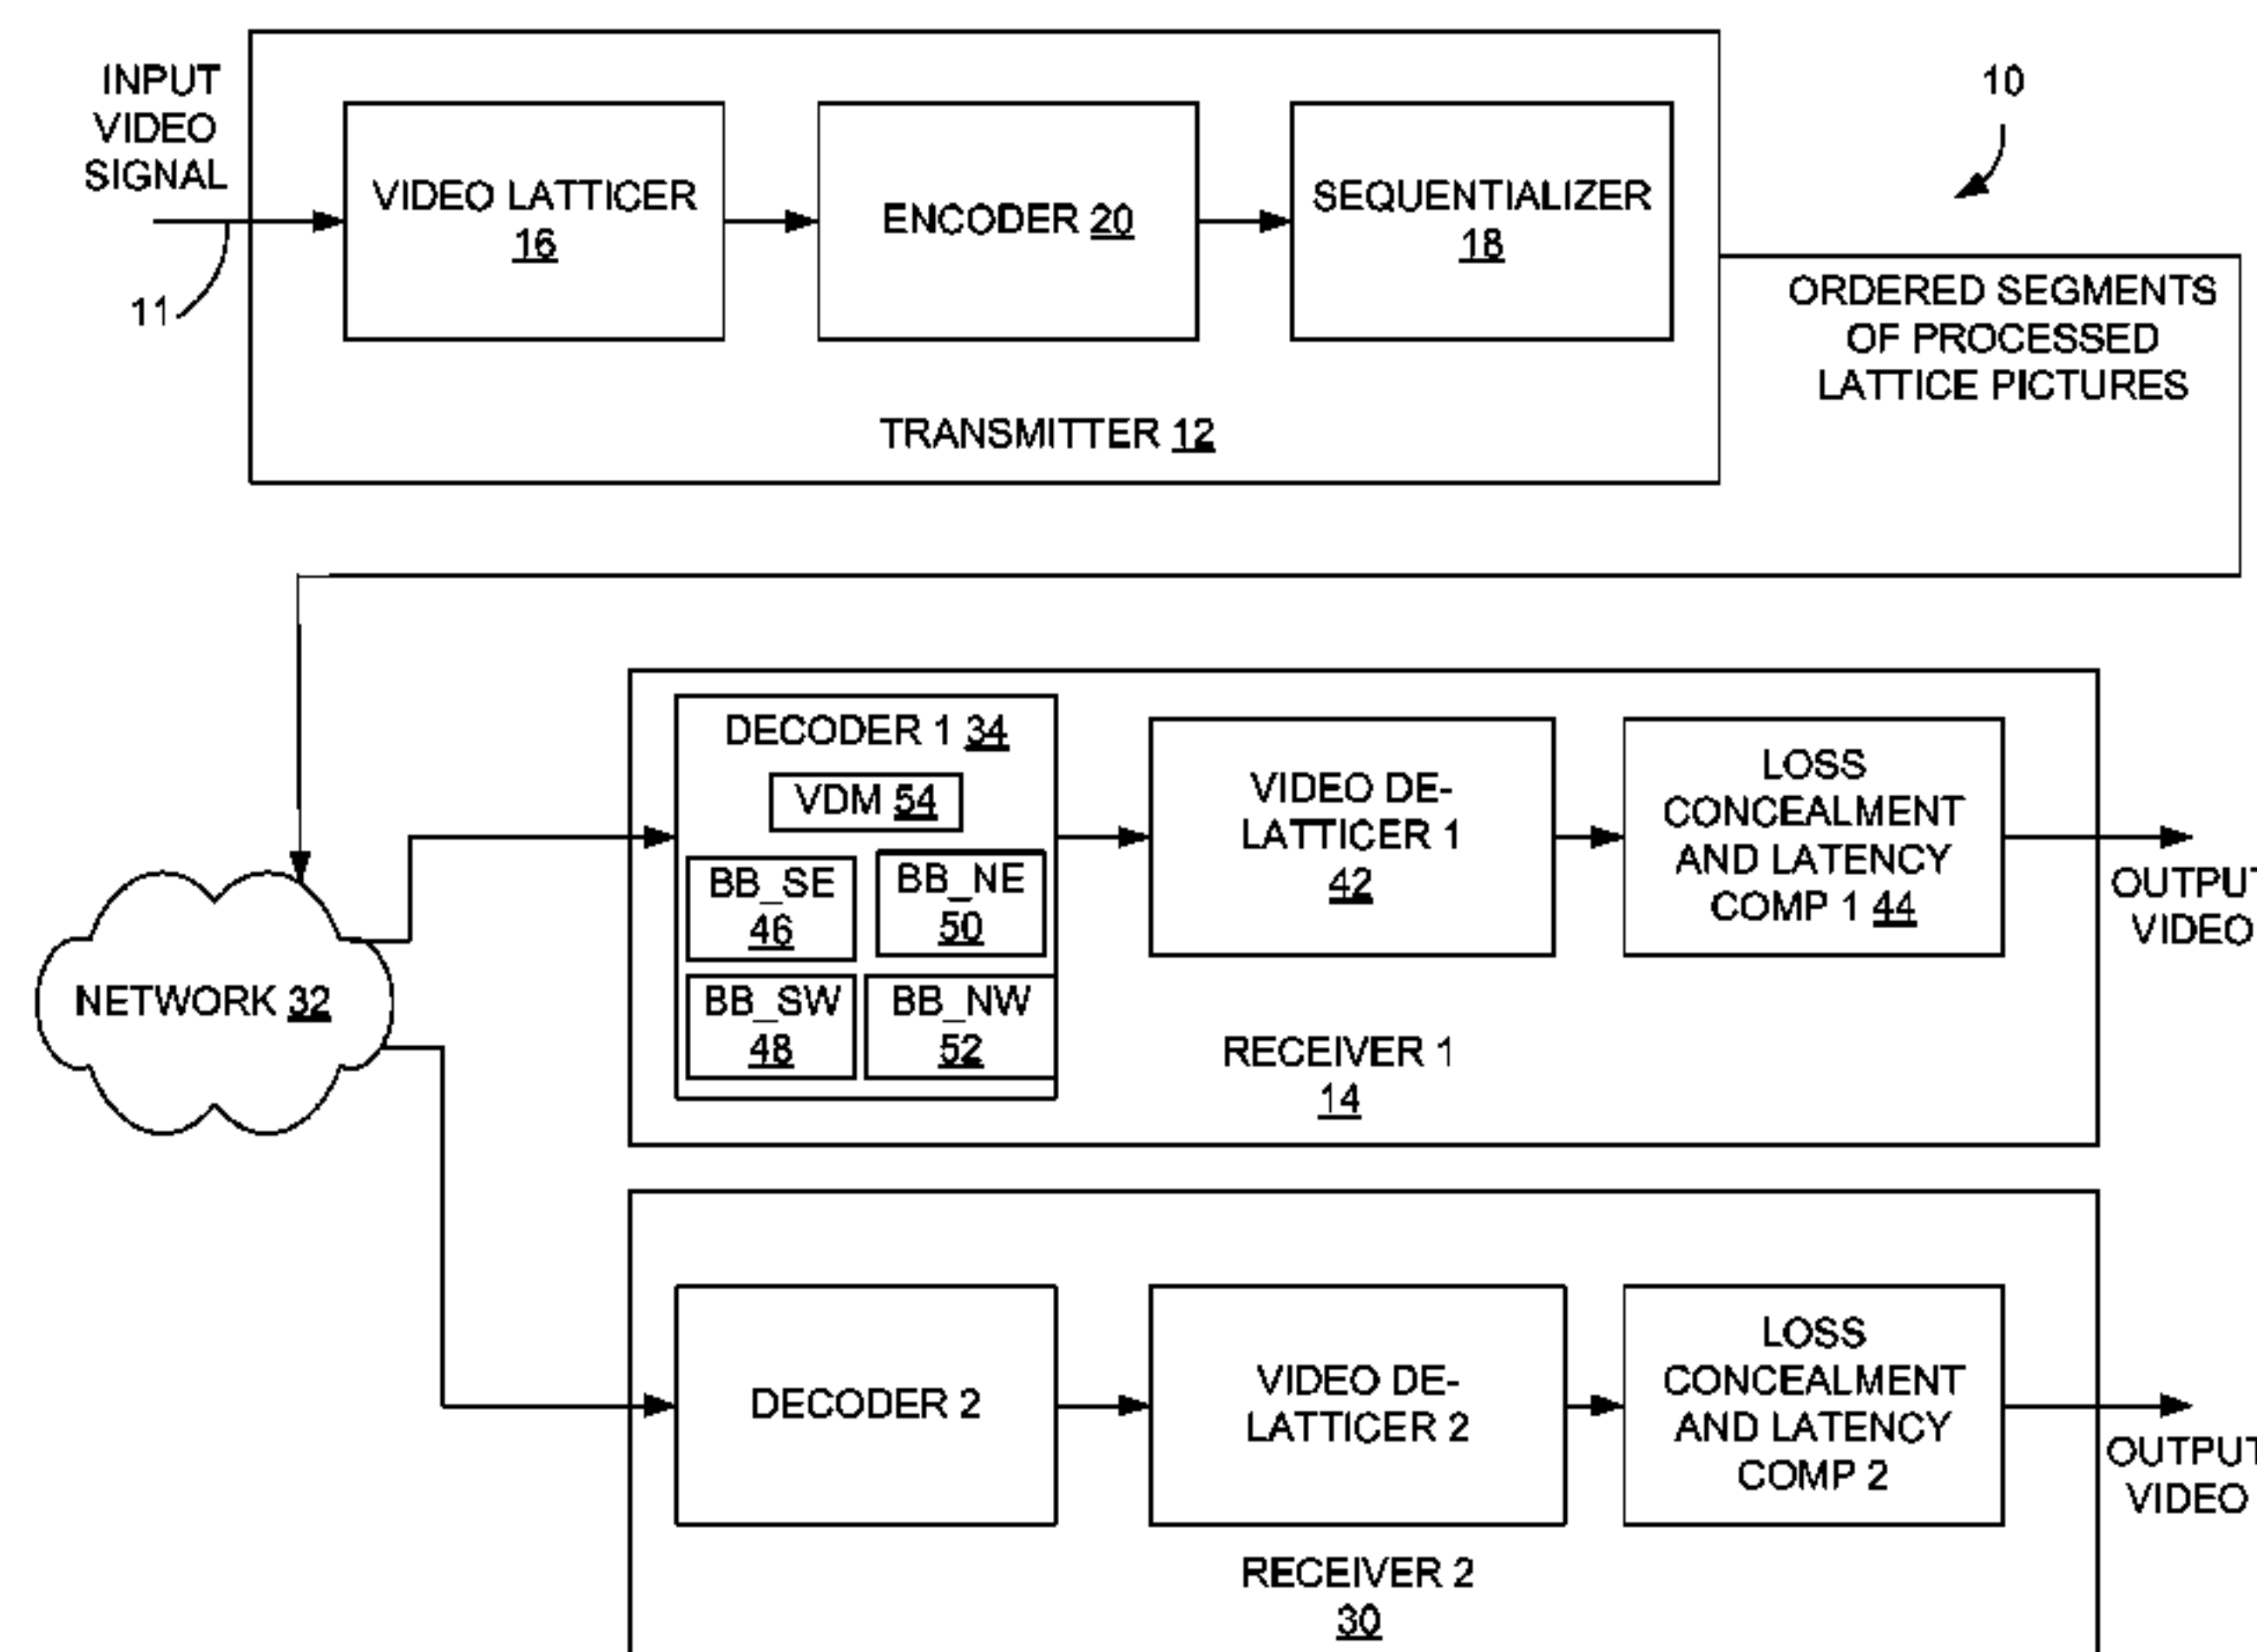 INPUT
VIDEO
SIGNAL
11
VIDEO LATTICER
16
ENCODER 20
SEQUENTIALIZER
18
TRANSMITTER 12
10
ORDERED SEGMENTS
OF PROCESSED
LATTICE PICTURES
NETWORK 32
DECODER 1 34
VDM 54
BB_SE
46
BB_NE
50
BB_SW
48
BB_NW
52
VIDEO DE-
LATTICER 1
42
LOSS
CONCEALMENT
AND LATENCY
COMP 1 44
RECEIVER 1
14
OUTPUT
VIDEO
DECODER 2
VIDEO DE-
LATTICER 2
LOSS
CONCEALMENT
AND LATENCY
COMP 2
RECEIVER 2
30
OUTPUT
VIDEO